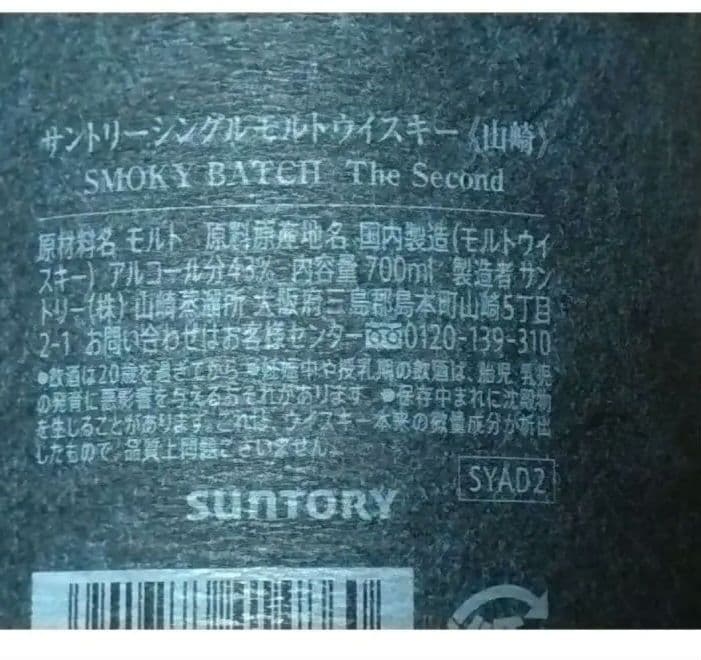 サントリーシングルモルトウイスキー《山崎》
SMOKY BATCH The Second
原材料名 モルト 原料原産地名 国内製造(モルトウイ
スキー) アルコール分43% 内容量 700ml 製造者 サン
トリー(株) 山崎蒸溜所 大阪府三島郡島本町山崎5丁目
2-1 お問い合わせはお客様センター 0120-139-310
●飲酒は20歳を過ぎてから ●妊娠中や授乳期の飲酒は、胎児・乳児
の発育に悪影響を与えるおそれがあります。 ●保存中まれに沈殿物
を生じることがあります。これは、ウイスキー本来の微量成分が析出
したもので、品質上問題ございません。
SYAD2
SUNTORY